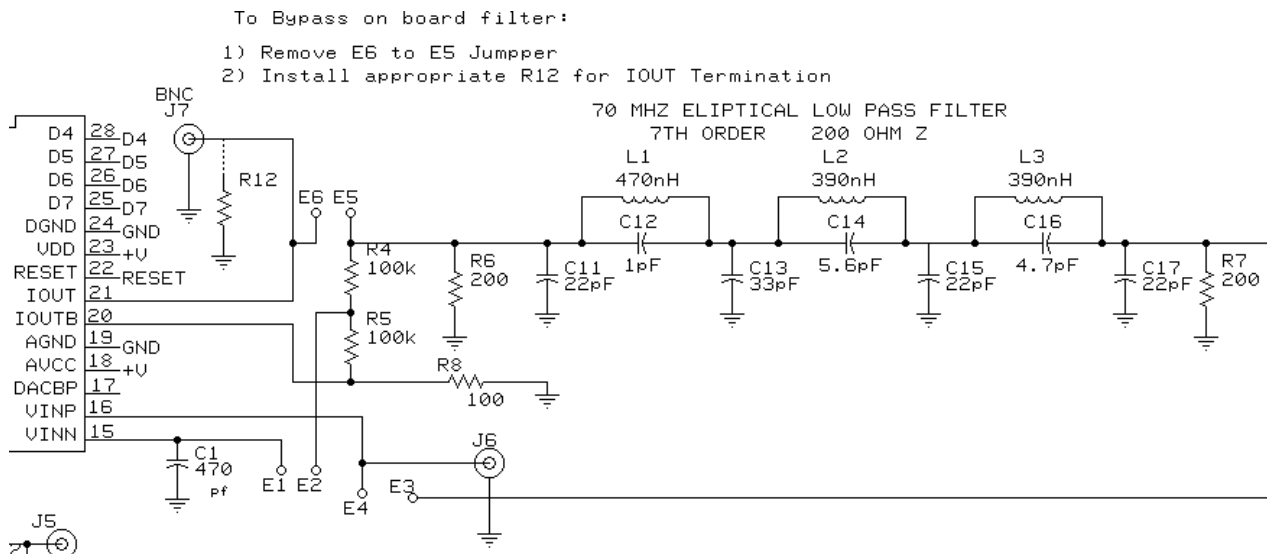 To Bypass on board filter:
1) Remove E6 to E5 Jumpper
2) Install appropriate R12 for IOUT Termination
BNC
J7
70 MHZ ELIPTICAL LOW PASS FILTER
7TH ORDER 200 OHM Z
D4 28 D4
D5 27 D5
D6 26 D6
D7 25 D7
DGND 24 GND
VDD 23 +V
RESET 22 RESET
IOUT 21
IOUTB 20
AGND 19 GND
AVCC 18 +V
DACBP 17
VINP 16
VINN 15
R12
E6 E5
L1
470nH
L2
390nH
L3
390nH
C12
1pF
C14
5.6pF
C16
4.7pF
R4
100k
R6
200
C11
22pF
C13
33pF
C15
22pF
C17
22pF
R7
200
R5
100k
R8
100
C1
470
pf
E1 E2
E4
E3
J6
J5